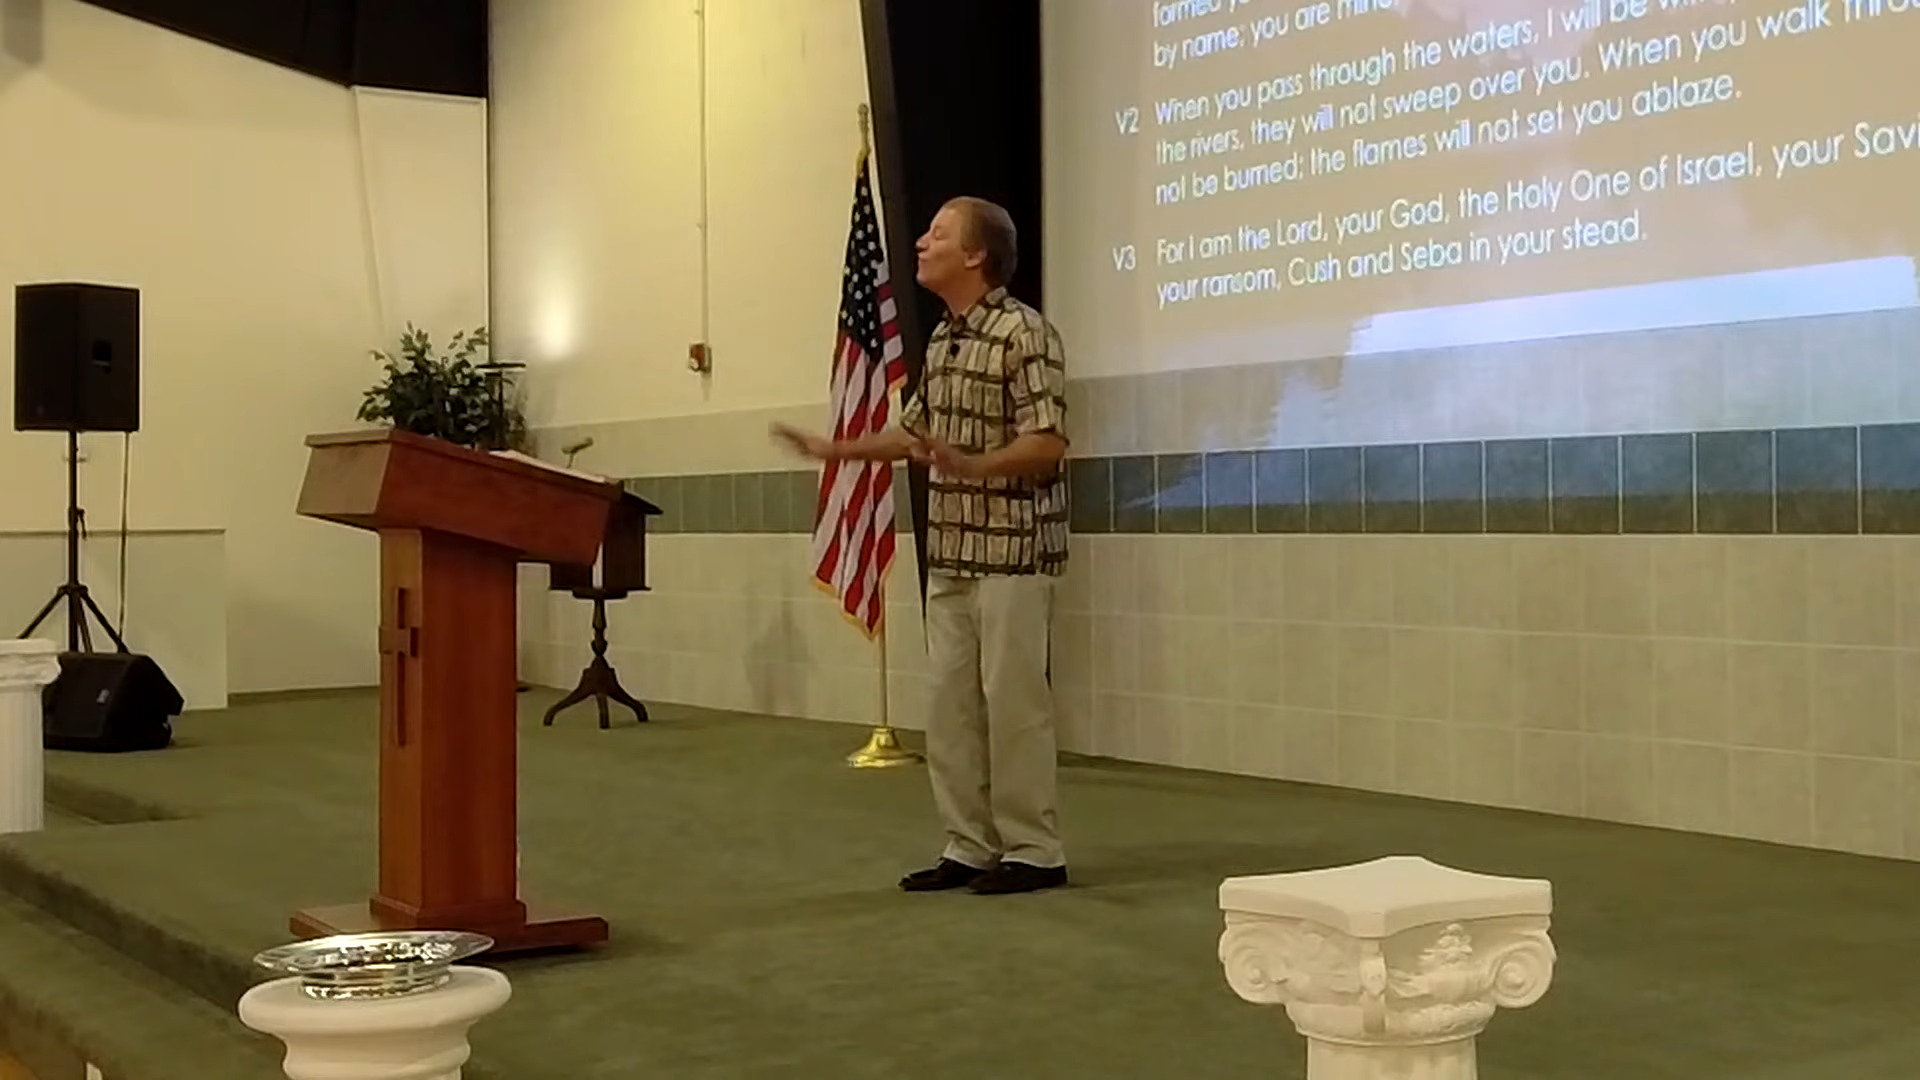 formed
by name; you are mine.
V2 When you pass through the waters, I will be
the rivers, they will not sweep over you. When you walk
not be burned; the flames will not set you ablaze.
V3 For I am the Lord, your God, the Holy One of Israel, your
your ransom, Cush and Seba in your stead.